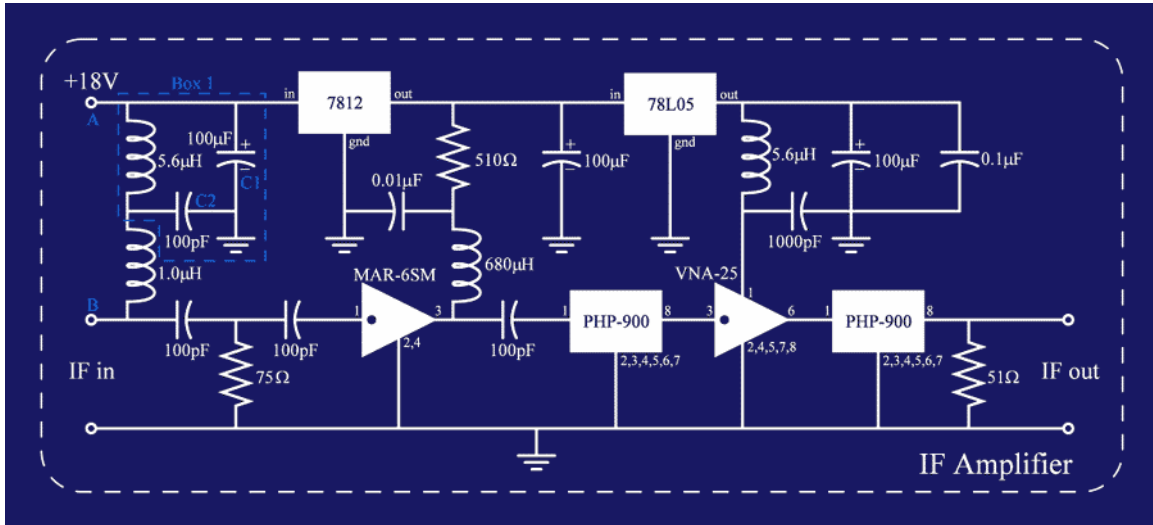 +18V
Box 1
A
in
7812
out
in
78L05
out
gnd
gnd
100µF
+
−
C1
5.6µH
C2
100pF
510Ω
0.01µF
+
−
100µF
5.6µH
+
−
100µF
0.1µF
1000pF
1.0µH
680µH
MAR-6SM
VNA-25
B
1
3
2,4
1
PHP-900
8
3
1
6
1
PHP-900
8
100pF
100pF
100pF
2,3,4,5,6,7
2,4,5,7,8
2,3,4,5,6,7
IF in
75Ω
51Ω
IF out
IF Amplifier